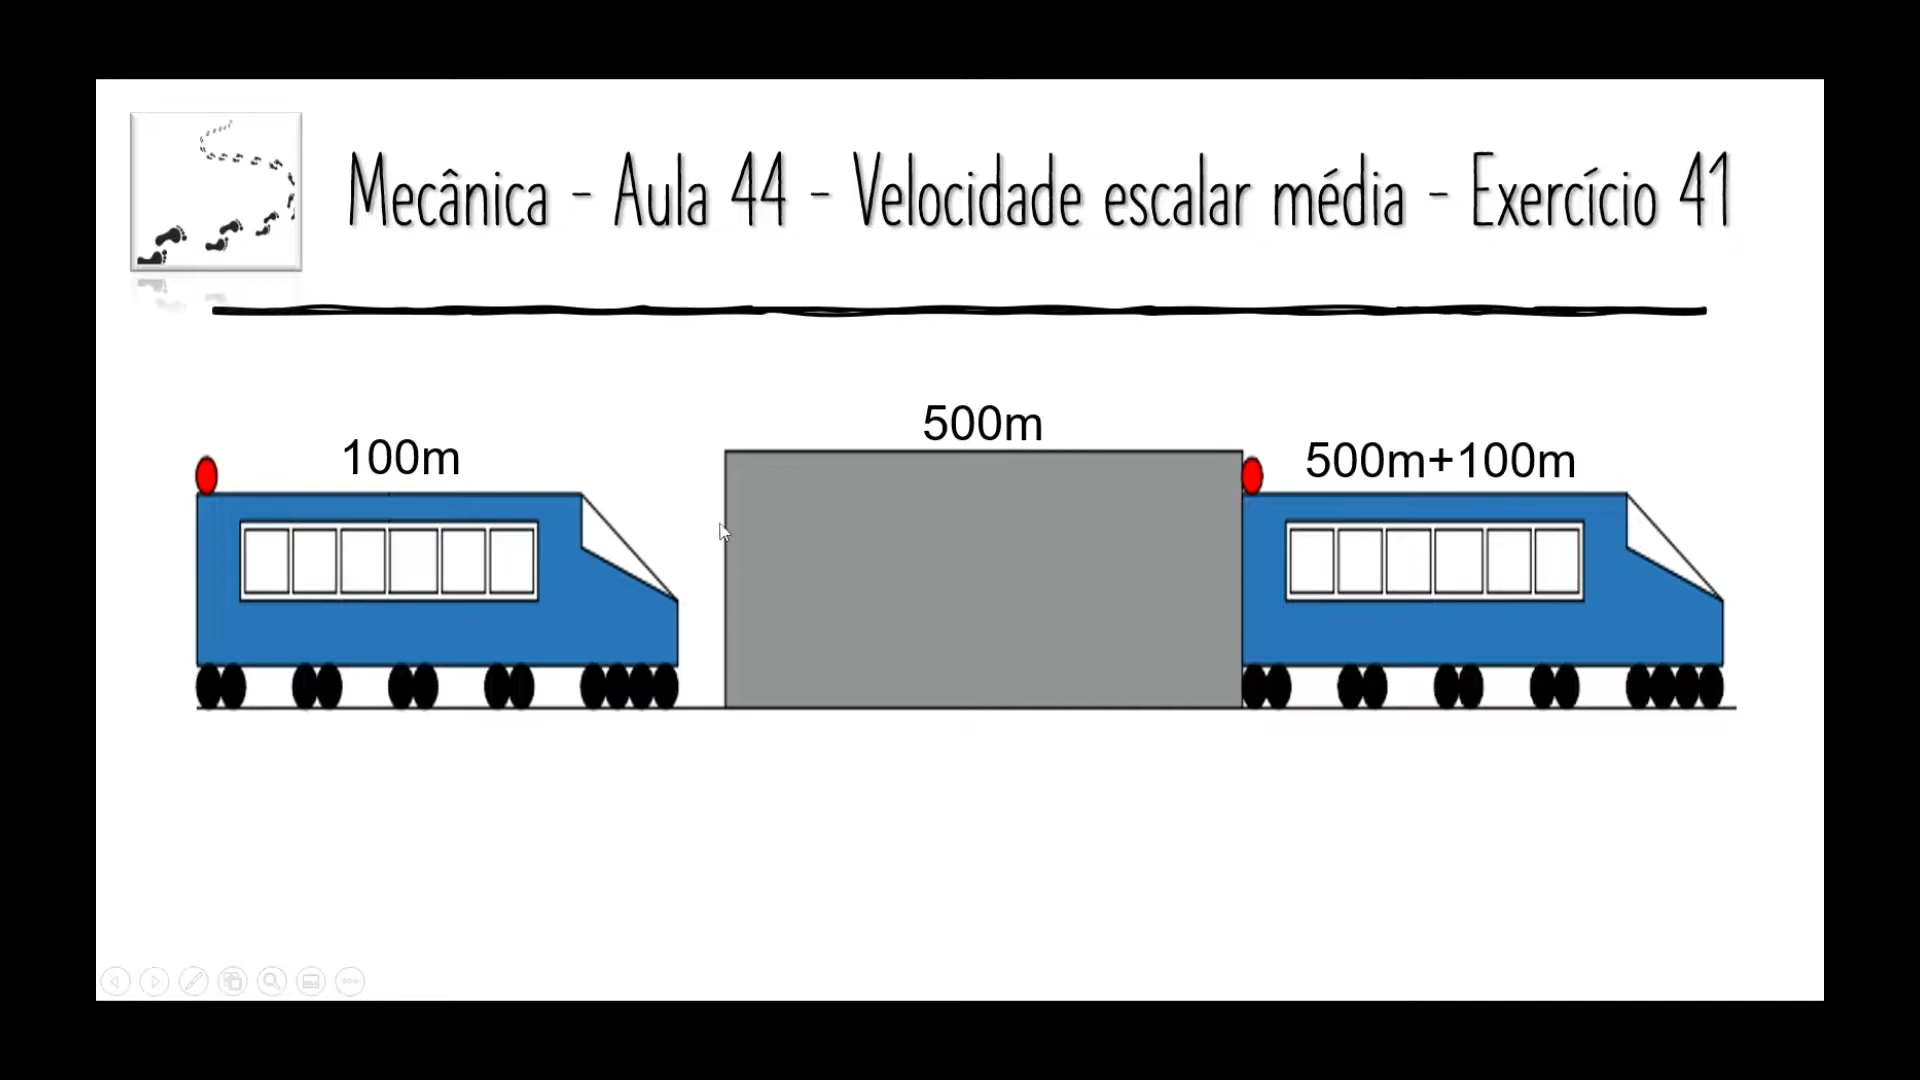 Mecânica - Aula 44 - Velocidade escalar média - Exercício 41
500m
100m
500m+100m